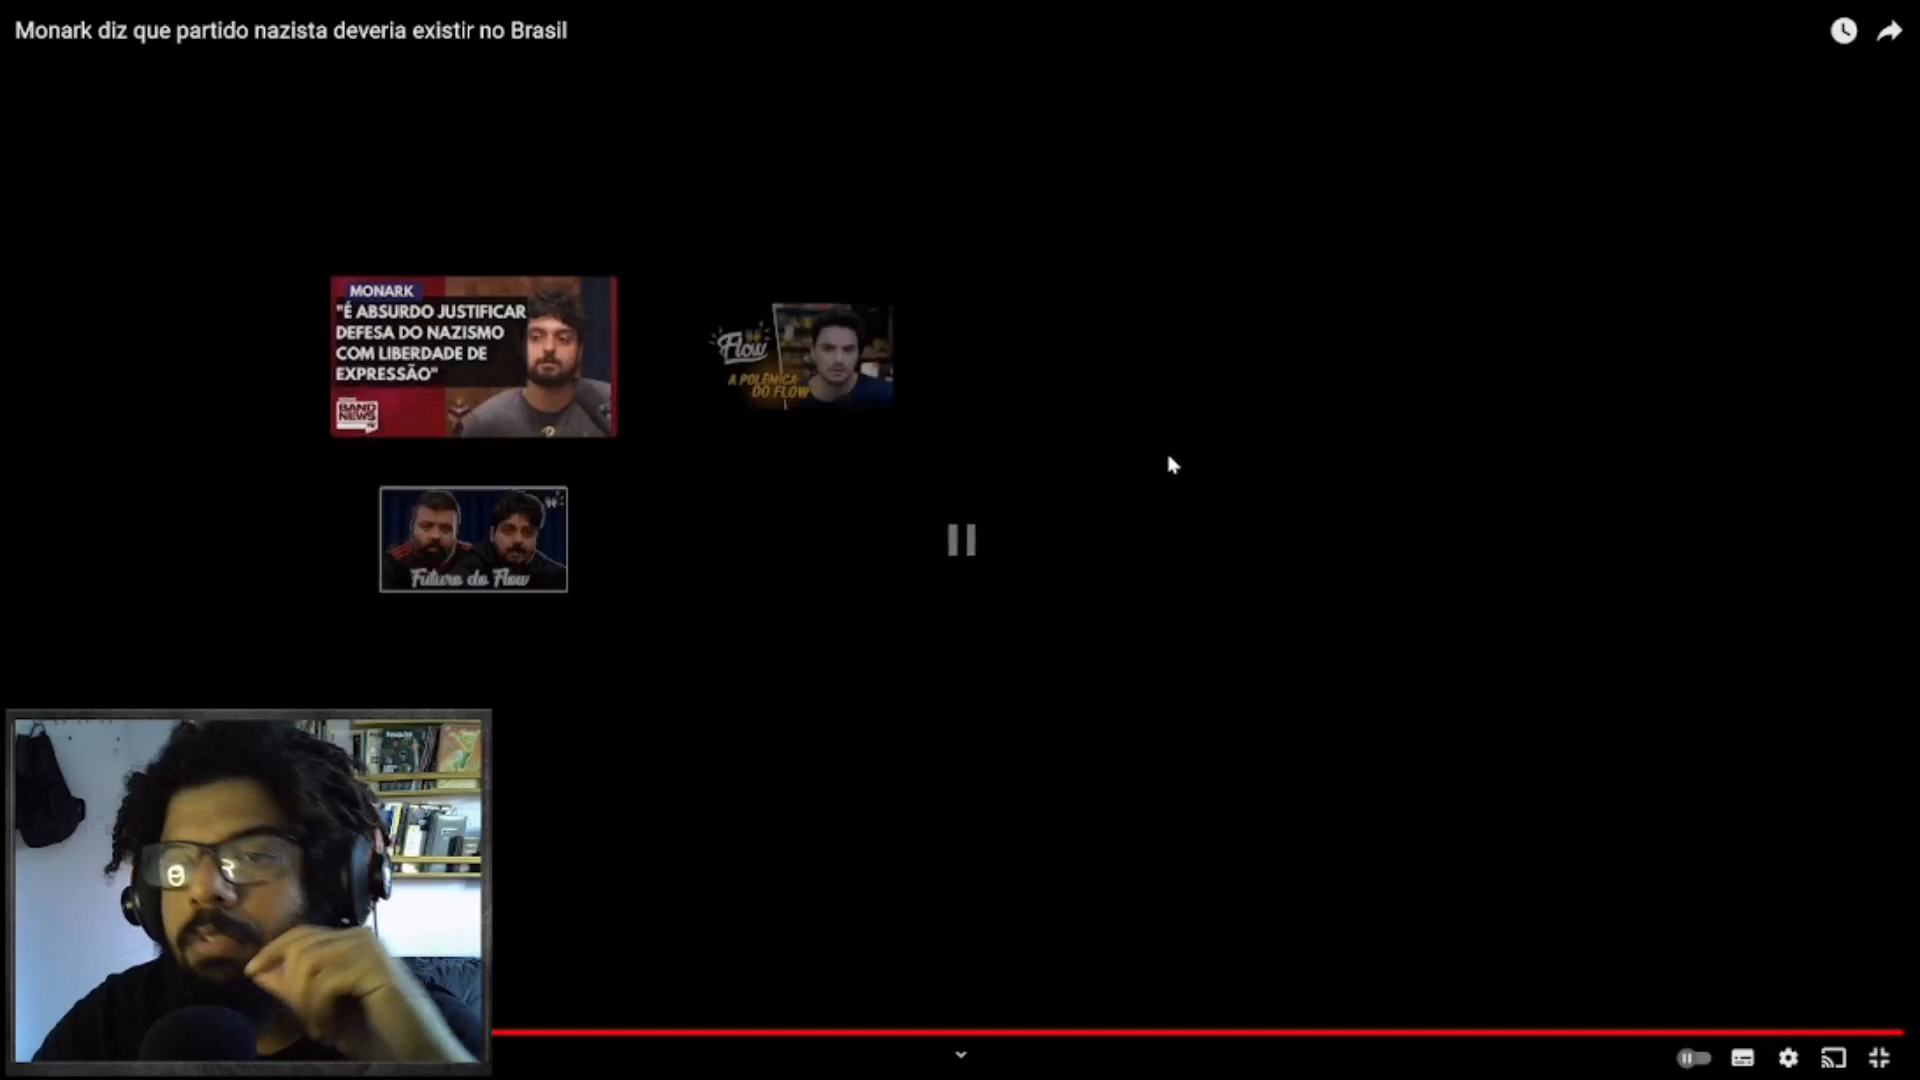 Monark diz que partido nazista deveria existir no Brasil
MONARK
"É ABSURDO JUSTIFICAR
DEFESA DO NAZISMO
COM LIBERDADE DE
EXPRESSÃO"
BAND
NEWS
Flow
A POLÊMICA
DO FLOW
Futuro do Flow